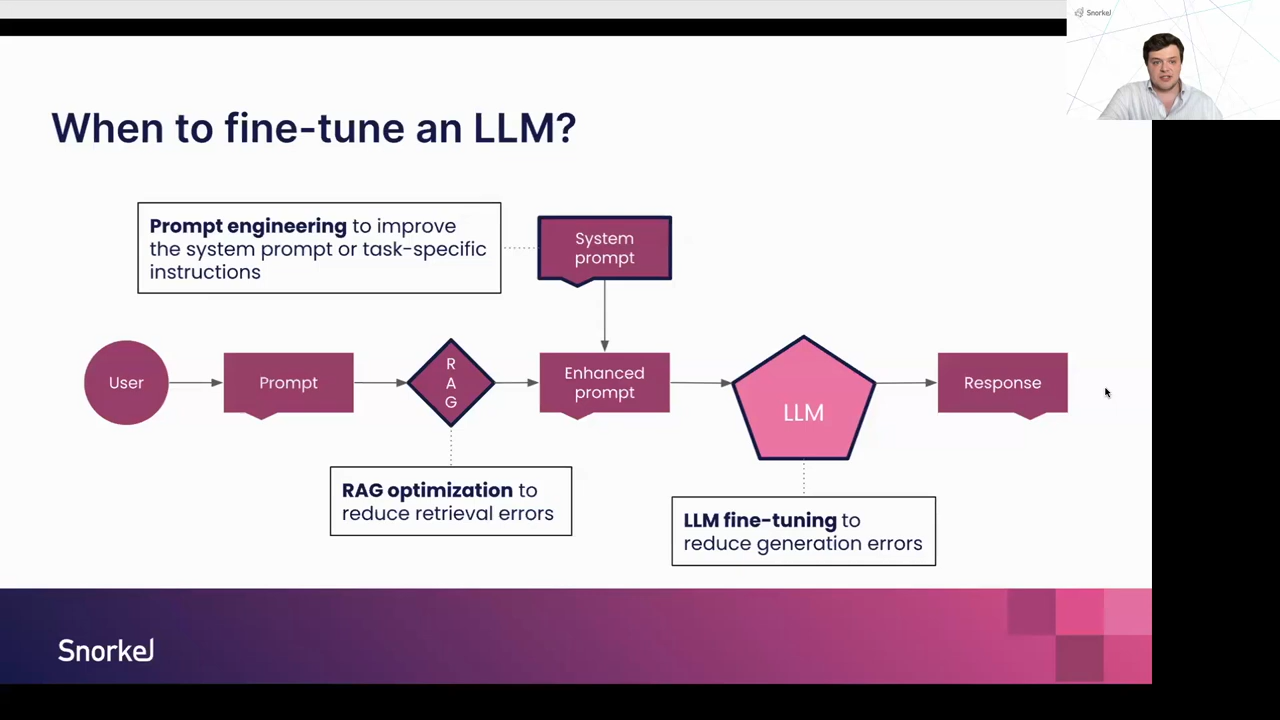 Snorkel
When to fine-tune an LLM?
Prompt engineering to improve
the system prompt or task-specific
instructions
System
prompt
User
Prompt
R
A
G
Enhanced
prompt
LLM
Response
RAG optimization to
reduce retrieval errors
LLM fine-tuning to
reduce generation errors
Snorkel